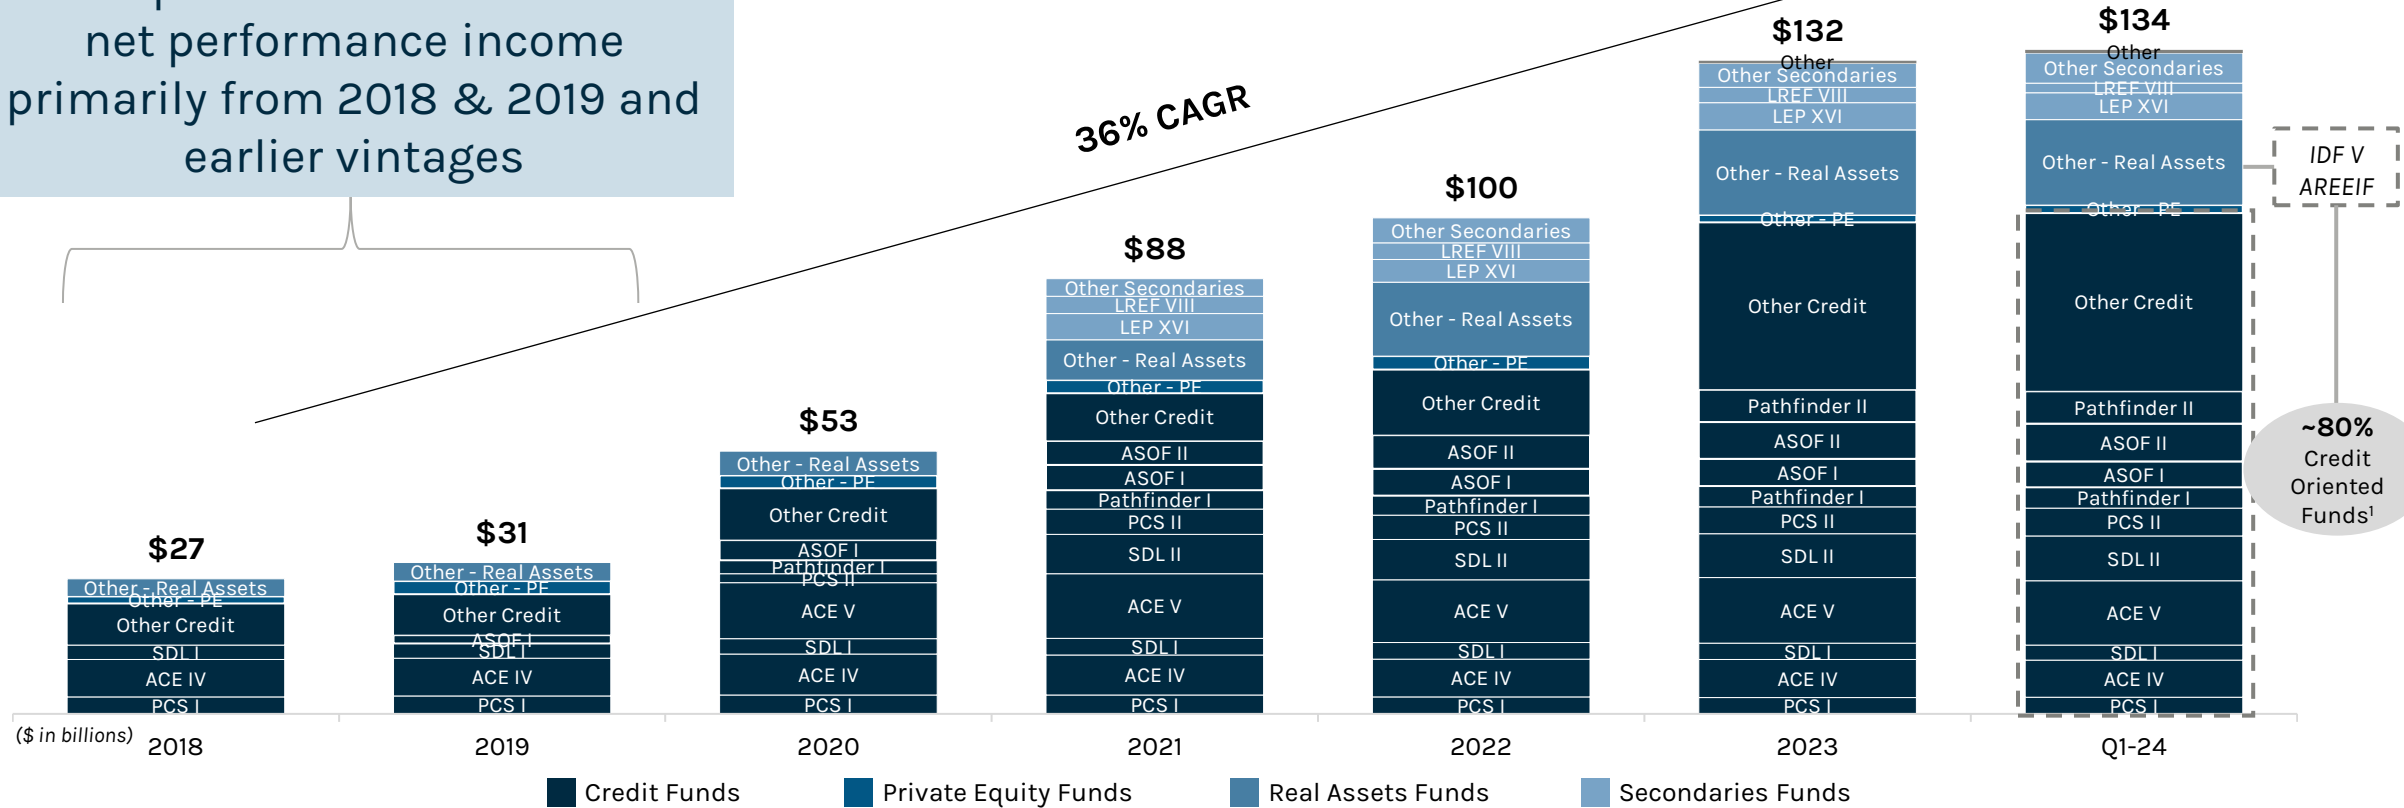 net performance income
primarily from 2018 & 2019 and
earlier vintages
36% CAGR
$27
Other - Real Assets
Other - PE
Other Credit
SDL I
ACE IV
PCS I
$31
Other - Real Assets
Other - PE
Other Credit
ASOF I
SDL I
ACE IV
PCS I
$53
Other - Real Assets
Other - PE
Other Credit
ASOF I
Pathfinder I
PCS II
ACE V
SDL I
ACE IV
PCS I
$88
Other Secondaries
LREF VIII
LEP XVI
Other - Real Assets
Other - PE
Other Credit
ASOF II
ASOF I
Pathfinder I
PCS II
SDL II
ACE V
SDL I
ACE IV
PCS I
$100
Other Secondaries
LREF VIII
LEP XVI
Other - Real Assets
Other - PE
Other Credit
ASOF II
ASOF I
Pathfinder I
PCS II
SDL II
ACE V
SDL I
ACE IV
PCS I
$132
Other
Other Secondaries
LREF VIII
LEP XVI
Other - Real Assets
Other - PE
Other Credit
Pathfinder II
ASOF II
ASOF I
Pathfinder I
PCS II
SDL II
ACE V
SDL I
ACE IV
PCS I
$134
Other
Other Secondaries
LREF VIII
LEP XVI
Other - Real Assets
Other - PE
Other Credit
Pathfinder II
ASOF II
ASOF I
Pathfinder I
PCS II
SDL II
ACE V
SDL I
ACE IV
PCS I
IDF V
AREEIF
~80%
Credit
Oriented
Funds¹
($ in billions)
2018
2019
2020
2021
2022
2023
Q1-24
Credit Funds
Private Equity Funds
Real Assets Funds
Secondaries Funds